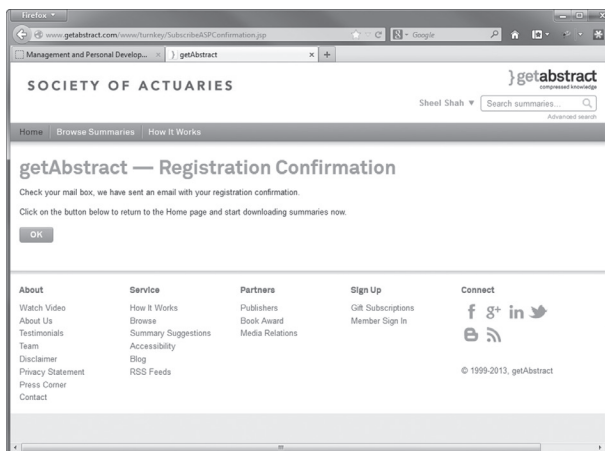 Firefox
www.getabstract.com/www/turnkey/SubscribeASPConfirmation.jqp
Google
Management and Personal Develop...
getAbstract
SOCIETY OF ACTUARIES
getabstract
compressed knowledge
Sheel Shah
Search summaries...
Advanced search
Home Browse Summaries How It Works
getAbstract — Registration Confirmation
Check your mail box, we have sent an email with your registration confirmation.
Click on the button below to return to the Home page and start downloading summaries now.
OK
About
Watch Video
About Us
Testimonials
Team
Disclaimer
Privacy Statement
Press Corner
Contact
Service
How It Works
Browse
Summary Suggestions
Accessibility
Blog
RSS Feeds
Partners
Publishers
Book Award
Media Relations
Sign Up
Gift Subscriptions
Member Sign In
Connect
© 1999-2013, getAbstract